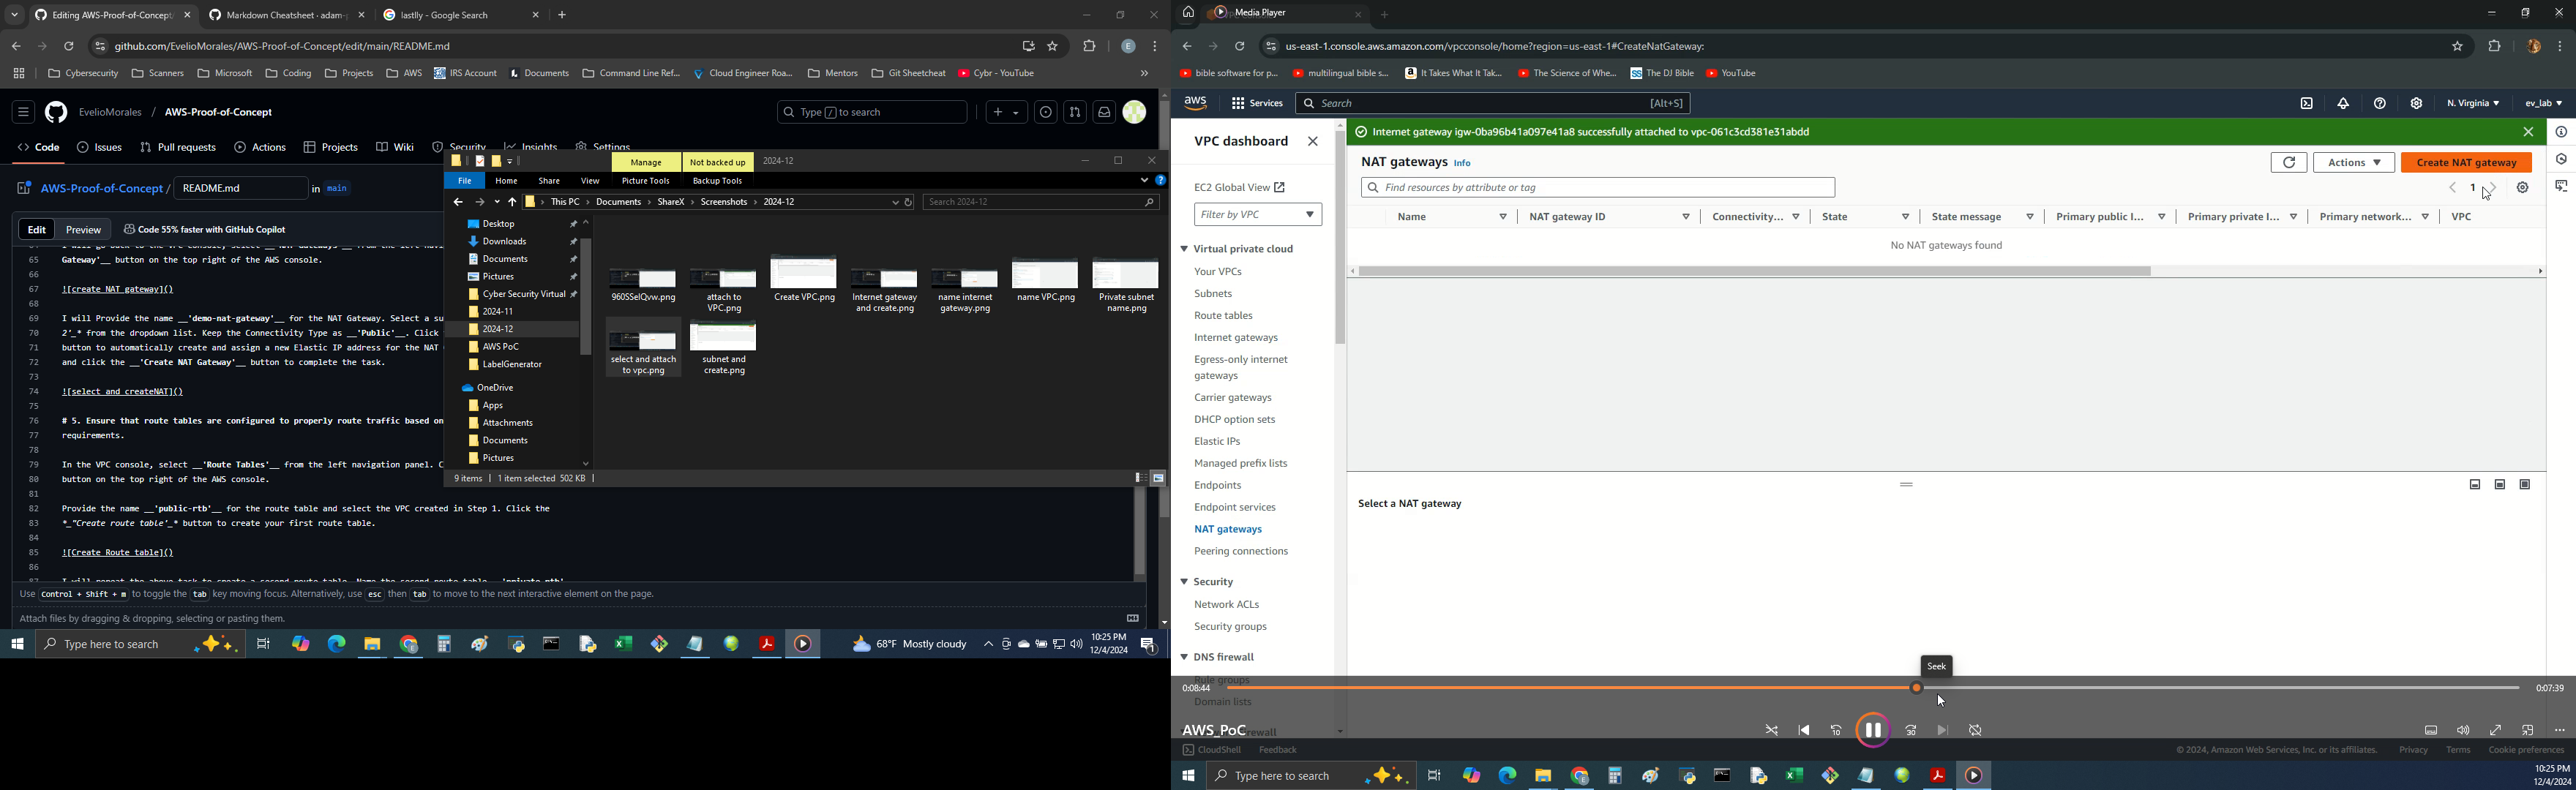 Editing AWS-Proof-of-Concept/
Markdown Cheatsheet · adam-p
lastlly - Google Search
github.com/EvelioMorales/AWS-Proof-of-Concept/edit/main/README.md
E
Cybersecurity
Scanners
Microsoft
Coding
Projects
AWS
IRS Account
Documents
Command Line Ref...
Cloud Engineer Roa...
Mentors
Git Sheetcheat
Cybr - YouTube
EvelioMorales / AWS-Proof-of-Concept
Type / to search
Code
Issues
Pull requests
Actions
Projects
Wiki
Security
Insights
Settings
AWS-Proof-of-Concept / README.md in main
Edit
Preview
Code 55% faster with GitHub Copilot
65 Gateway'__ button on the top right of the AWS console.
66
67 ![create NAT gateway]()
68
69 I will Provide the name __'demo-nat-gateway'__ for the NAT Gateway. Select a su
70 2'_* from the dropdown list. Keep the Connectivity Type as __'Public'__. Click
71 button to automatically create and assign a new Elastic IP address for the NAT
72 and click the __'Create NAT Gateway'__ button to complete the task.
73
74 ![select and createNAT]()
75
76 # 5. Ensure that route tables are configured to properly route traffic based on
77 requirements.
78
79 In the VPC console, select __'Route Tables'__ from the left navigation panel. C
80 button on the top right of the AWS console.
81
82 Provide the name __'public-rtb'__ for the route table and select the VPC created in Step 1. Click the
83 *_"Create route table'_* button to create your first route table.
84
85 ![Create Route table]()
86
87 I will repeat the above task to create a second route table. Name the second route table __'private-rtb'
Use Control + Shift + m to toggle the tab key moving focus. Alternatively, use esc then tab to move to the next interactive element on the page.
Attach files by dragging & dropping, selecting or pasting them.
Manage
Not backed up
2024-12
File
Home
Share
View
Picture Tools
Backup Tools
This PC
Documents
ShareX
Screenshots
2024-12
Search 2024-12
Desktop
Downloads
Documents
Pictures
Cyber Security Virtual
2024-11
2024-12
AWS PoC
LabelGenerator
OneDrive
Apps
Attachments
Documents
Pictures
960SSelQvw.png
attach to
VPC.png
Create VPC.png
Internet gateway
and create.png
name internet
gateway.png
name VPC.png
Private subnet
name.png
select and attach
to vpc.png
subnet and
create.png
9 items
1 item selected 502 KB
Type here to search
68°F Mostly cloudy
10:25 PM
12/4/2024
1
Media Player
us-east-1.console.aws.amazon.com/vpcconsole/home?region=us-east-1#CreateNatGateway:
bible software for p...
multilingual bible s...
It Takes What It Tak...
The Science of Whe...
The DJ Bible
YouTube
aws
Services
Search
[Alt+S]
N. Virginia
ev_lab
VPC dashboard
EC2 Global View
Filter by VPC
Virtual private cloud
Your VPCs
Subnets
Route tables
Internet gateways
Egress-only internet
gateways
Carrier gateways
DHCP option sets
Elastic IPs
Managed prefix lists
Endpoints
Endpoint services
NAT gateways
Peering connections
Security
Network ACLs
Security groups
DNS firewall
Rule groups
Domain lists
Internet gateway igw-0ba96b41a097e41a8 successfully attached to vpc-061c3cd381e31abdd
NAT gateways Info
Actions
Create NAT gateway
Find resources by attribute or tag
1
Name
NAT gateway ID
Connectivity...
State
State message
Primary public I...
Primary private I...
Primary network...
VPC
No NAT gateways found
Select a NAT gateway
Seek
0:08:44
0:07:39
AWS_PoC
10
30
CloudShell
Feedback
© 2024, Amazon Web Services, Inc. or its affiliates.
Privacy
Terms
Cookie preferences
Type here to search
10:25 PM
12/4/2024